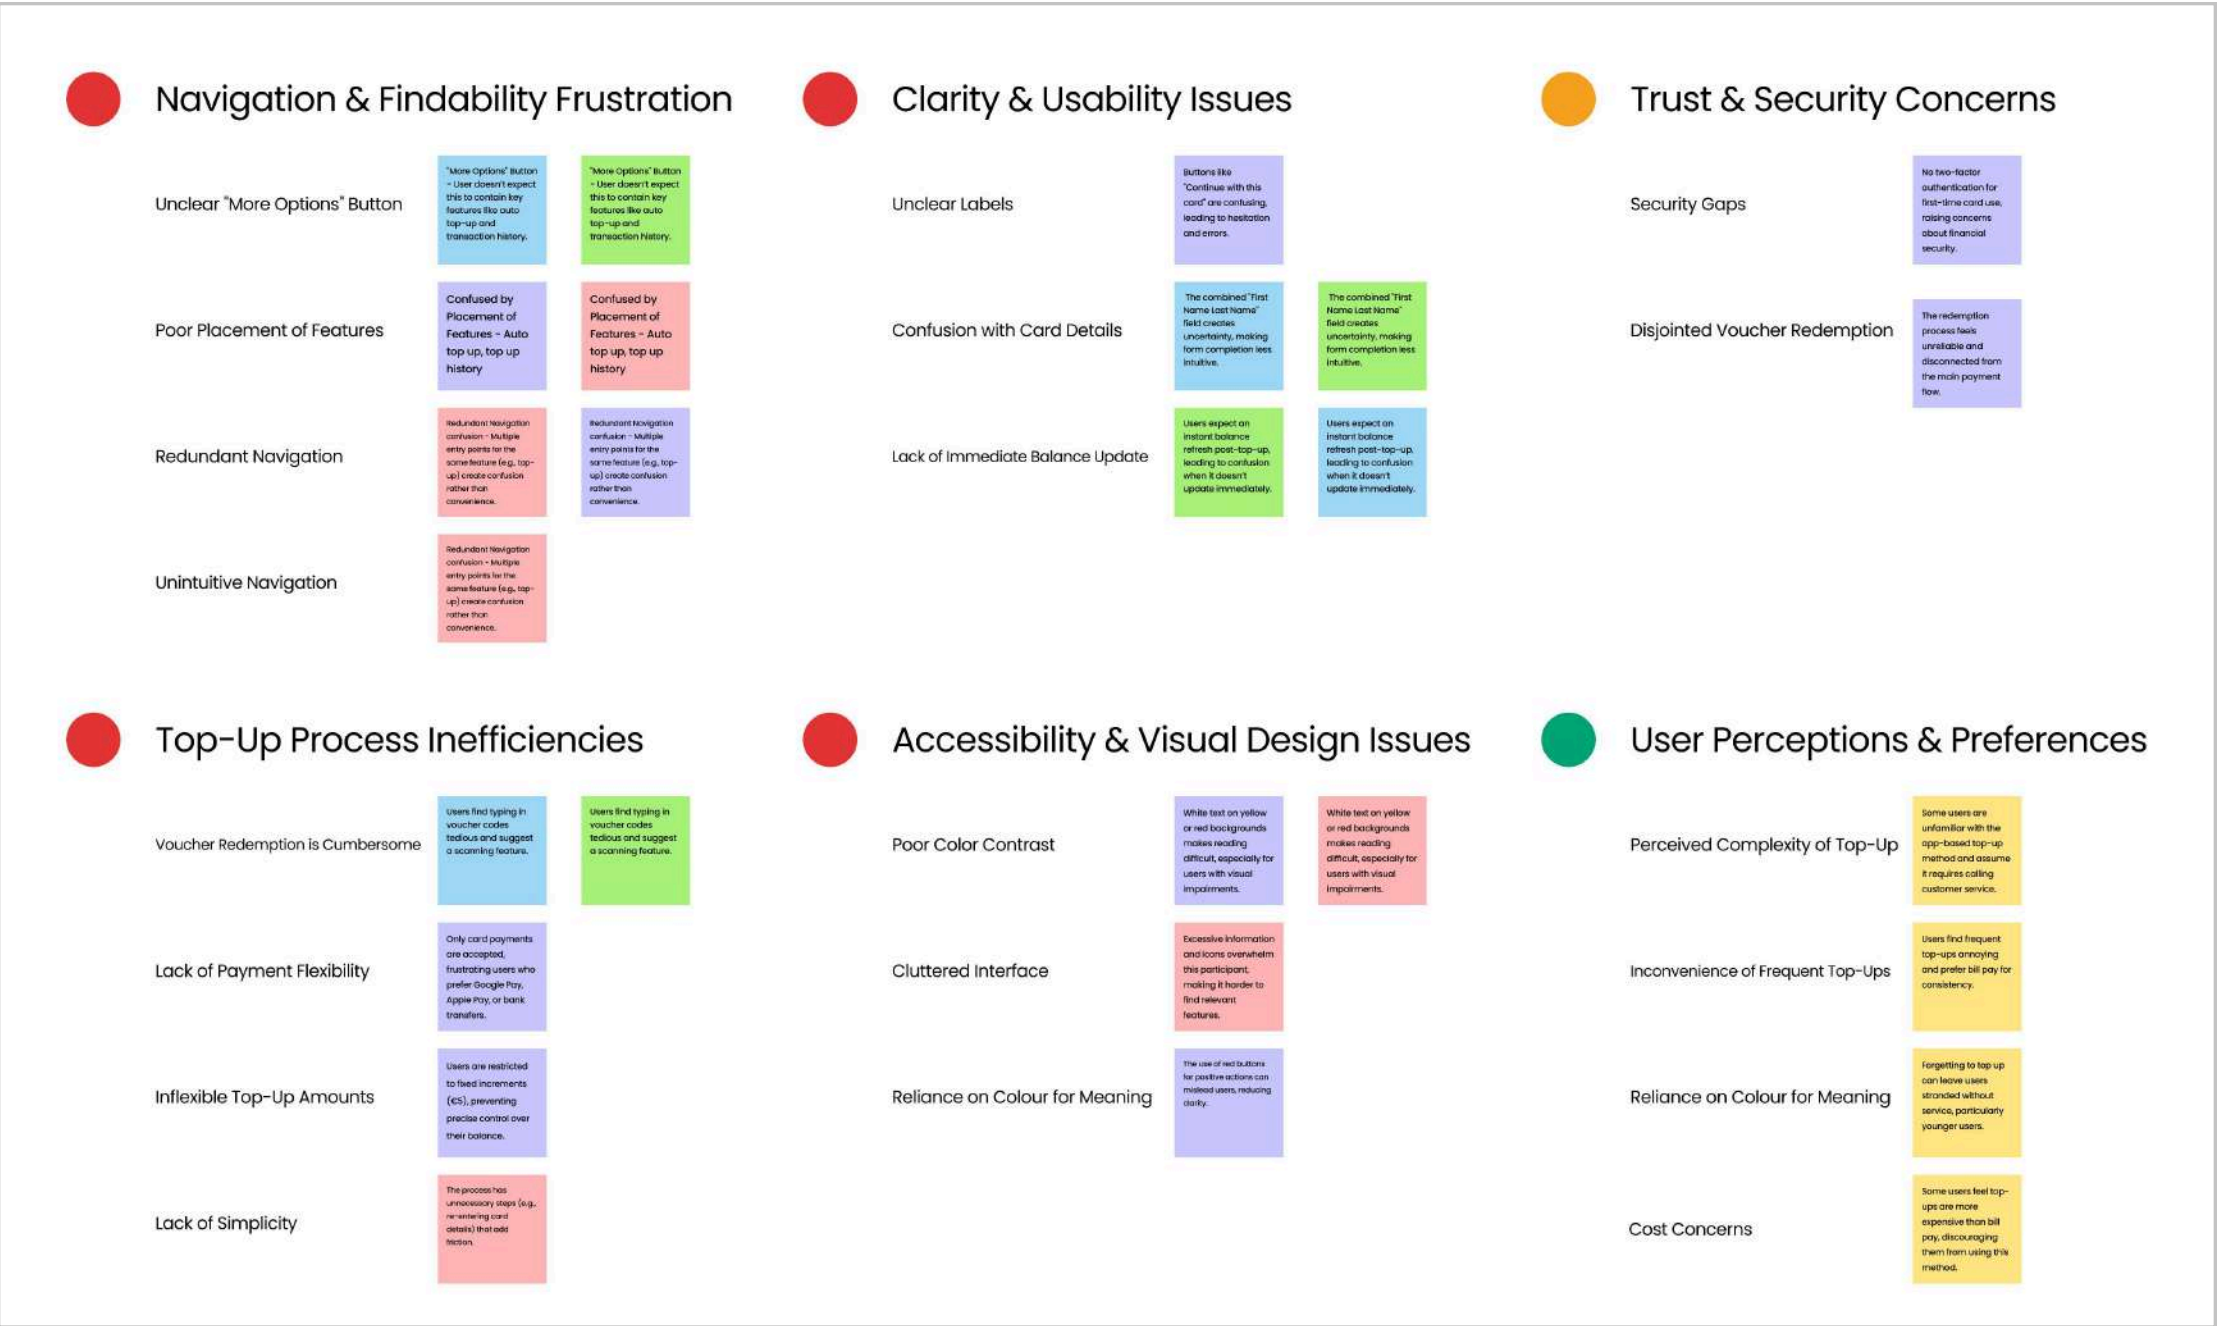 Navigation & Findability Frustration
Unclear "More Options" Button
"More Options" Button
- User doesn't expect
this to contain key
features like auto
top-up and
transaction history.
"More Options" Button
- User doesn't expect
this to contain key
features like auto
top-up and
transaction history.
Poor Placement of Features
Confused by
Placement of
Features - Auto
top up, top up
history
Confused by
Placement of
Features - Auto
top up, top up
history
Redundant Navigation
Redundant Navigation
confusion - Multiple
entry points for the
same feature (e.g., top-
up) create confusion
rather than
convenience.
Redundant Navigation
confusion - Multiple
entry points for the
same feature (e.g., top-
up) create confusion
rather than
convenience.
Unintuitive Navigation
Redundant Navigation
confusion - Multiple
entry points for the
same feature (e.g., top-
up) create confusion
rather than
convenience.
Clarity & Usability Issues
Unclear Labels
Buttons like
"Continue with this
card" are confusing,
leading to hesitation
and errors.
Confusion with Card Details
The combined "First
Name Last Name"
field creates
uncertainty, making
form completion less
intuitive.
The combined "First
Name Last Name"
field creates
uncertainty, making
form completion less
intuitive.
Lack of Immediate Balance Update
Users expect an
instant balance
refresh post-top-up,
leading to confusion
when it doesn't
update immediately.
Users expect an
instant balance
refresh post-top-up,
leading to confusion
when it doesn't
update immediately.
Trust & Security Concerns
Security Gaps
No two-factor
authentication for
first-time card use,
raising concerns
about financial
security.
Disjointed Voucher Redemption
The redemption
process feels
unreliable and
disconnected from
the main payment
flow.
Top-Up Process Inefficiencies
Voucher Redemption is Cumbersome
Users find typing in
voucher codes
tedious and suggest
a scanning feature.
Users find typing in
voucher codes
tedious and suggest
a scanning feature.
Lack of Payment Flexibility
Only card payments
are accepted,
frustrating users who
prefer Google Pay,
Apple Pay, or bank
transfers.
Inflexible Top-Up Amounts
Users are restricted
to fixed increments
(€5), preventing
precise control over
their balance.
Lack of Simplicity
The process has
unnecessary steps (e.g.,
re-entering card
details) that add
friction.
Accessibility & Visual Design Issues
Poor Color Contrast
White text on yellow
or red backgrounds
makes reading
difficult, especially for
users with visual
impairments.
White text on yellow
or red backgrounds
makes reading
difficult, especially for
users with visual
impairments.
Cluttered Interface
Excessive information
and icons overwhelm
this participant,
making it harder to
find relevant
features.
Reliance on Colour for Meaning
The use of red buttons
for positive actions can
mislead users, reducing
clarity.
User Perceptions & Preferences
Perceived Complexity of Top-Up
Some users are
unfamiliar with the
app-based top-up
method and assume
it requires calling
customer service.
Inconvenience of Frequent Top-Ups
Users find frequent
top-ups annoying
and prefer bill pay for
consistency.
Reliance on Colour for Meaning
Forgetting to top up
can leave users
stranded without
service, particularly
younger users.
Cost Concerns
Some users feel top-
ups are more
expensive than bill
pay, discouraging
them from using this
method.